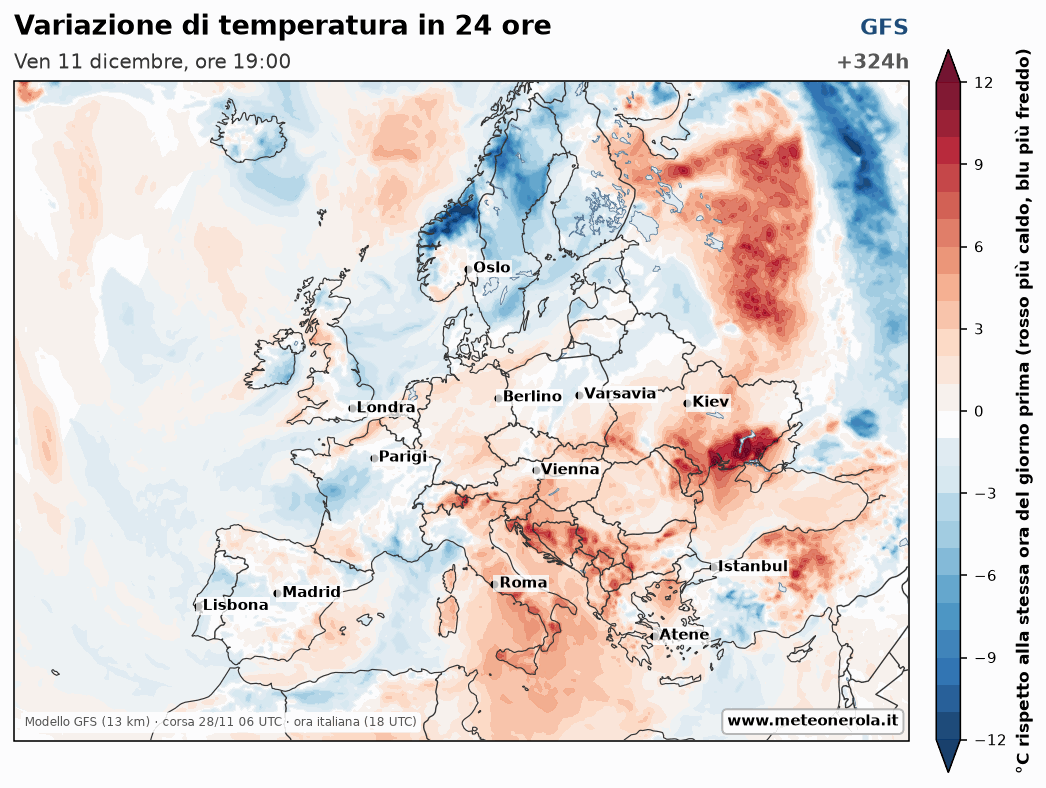 Variazione di temperatura in 24 ore
GFS
Ven 11 dicembre, ore 19:00
+324h
Oslo
Londra
Berlino
Varsavia
Kiev
Parigi
Vienna
Istanbul
Roma
Madrid
Lisbona
Atene
Modello GFS (13 km) · corsa 28/11 06 UTC · ora italiana (18 UTC)
www.meteonerola.it
12
9
6
3
0
−3
−6
−9
−12
°C rispetto alla stessa ora del giorno prima (rosso più caldo, blu più freddo)